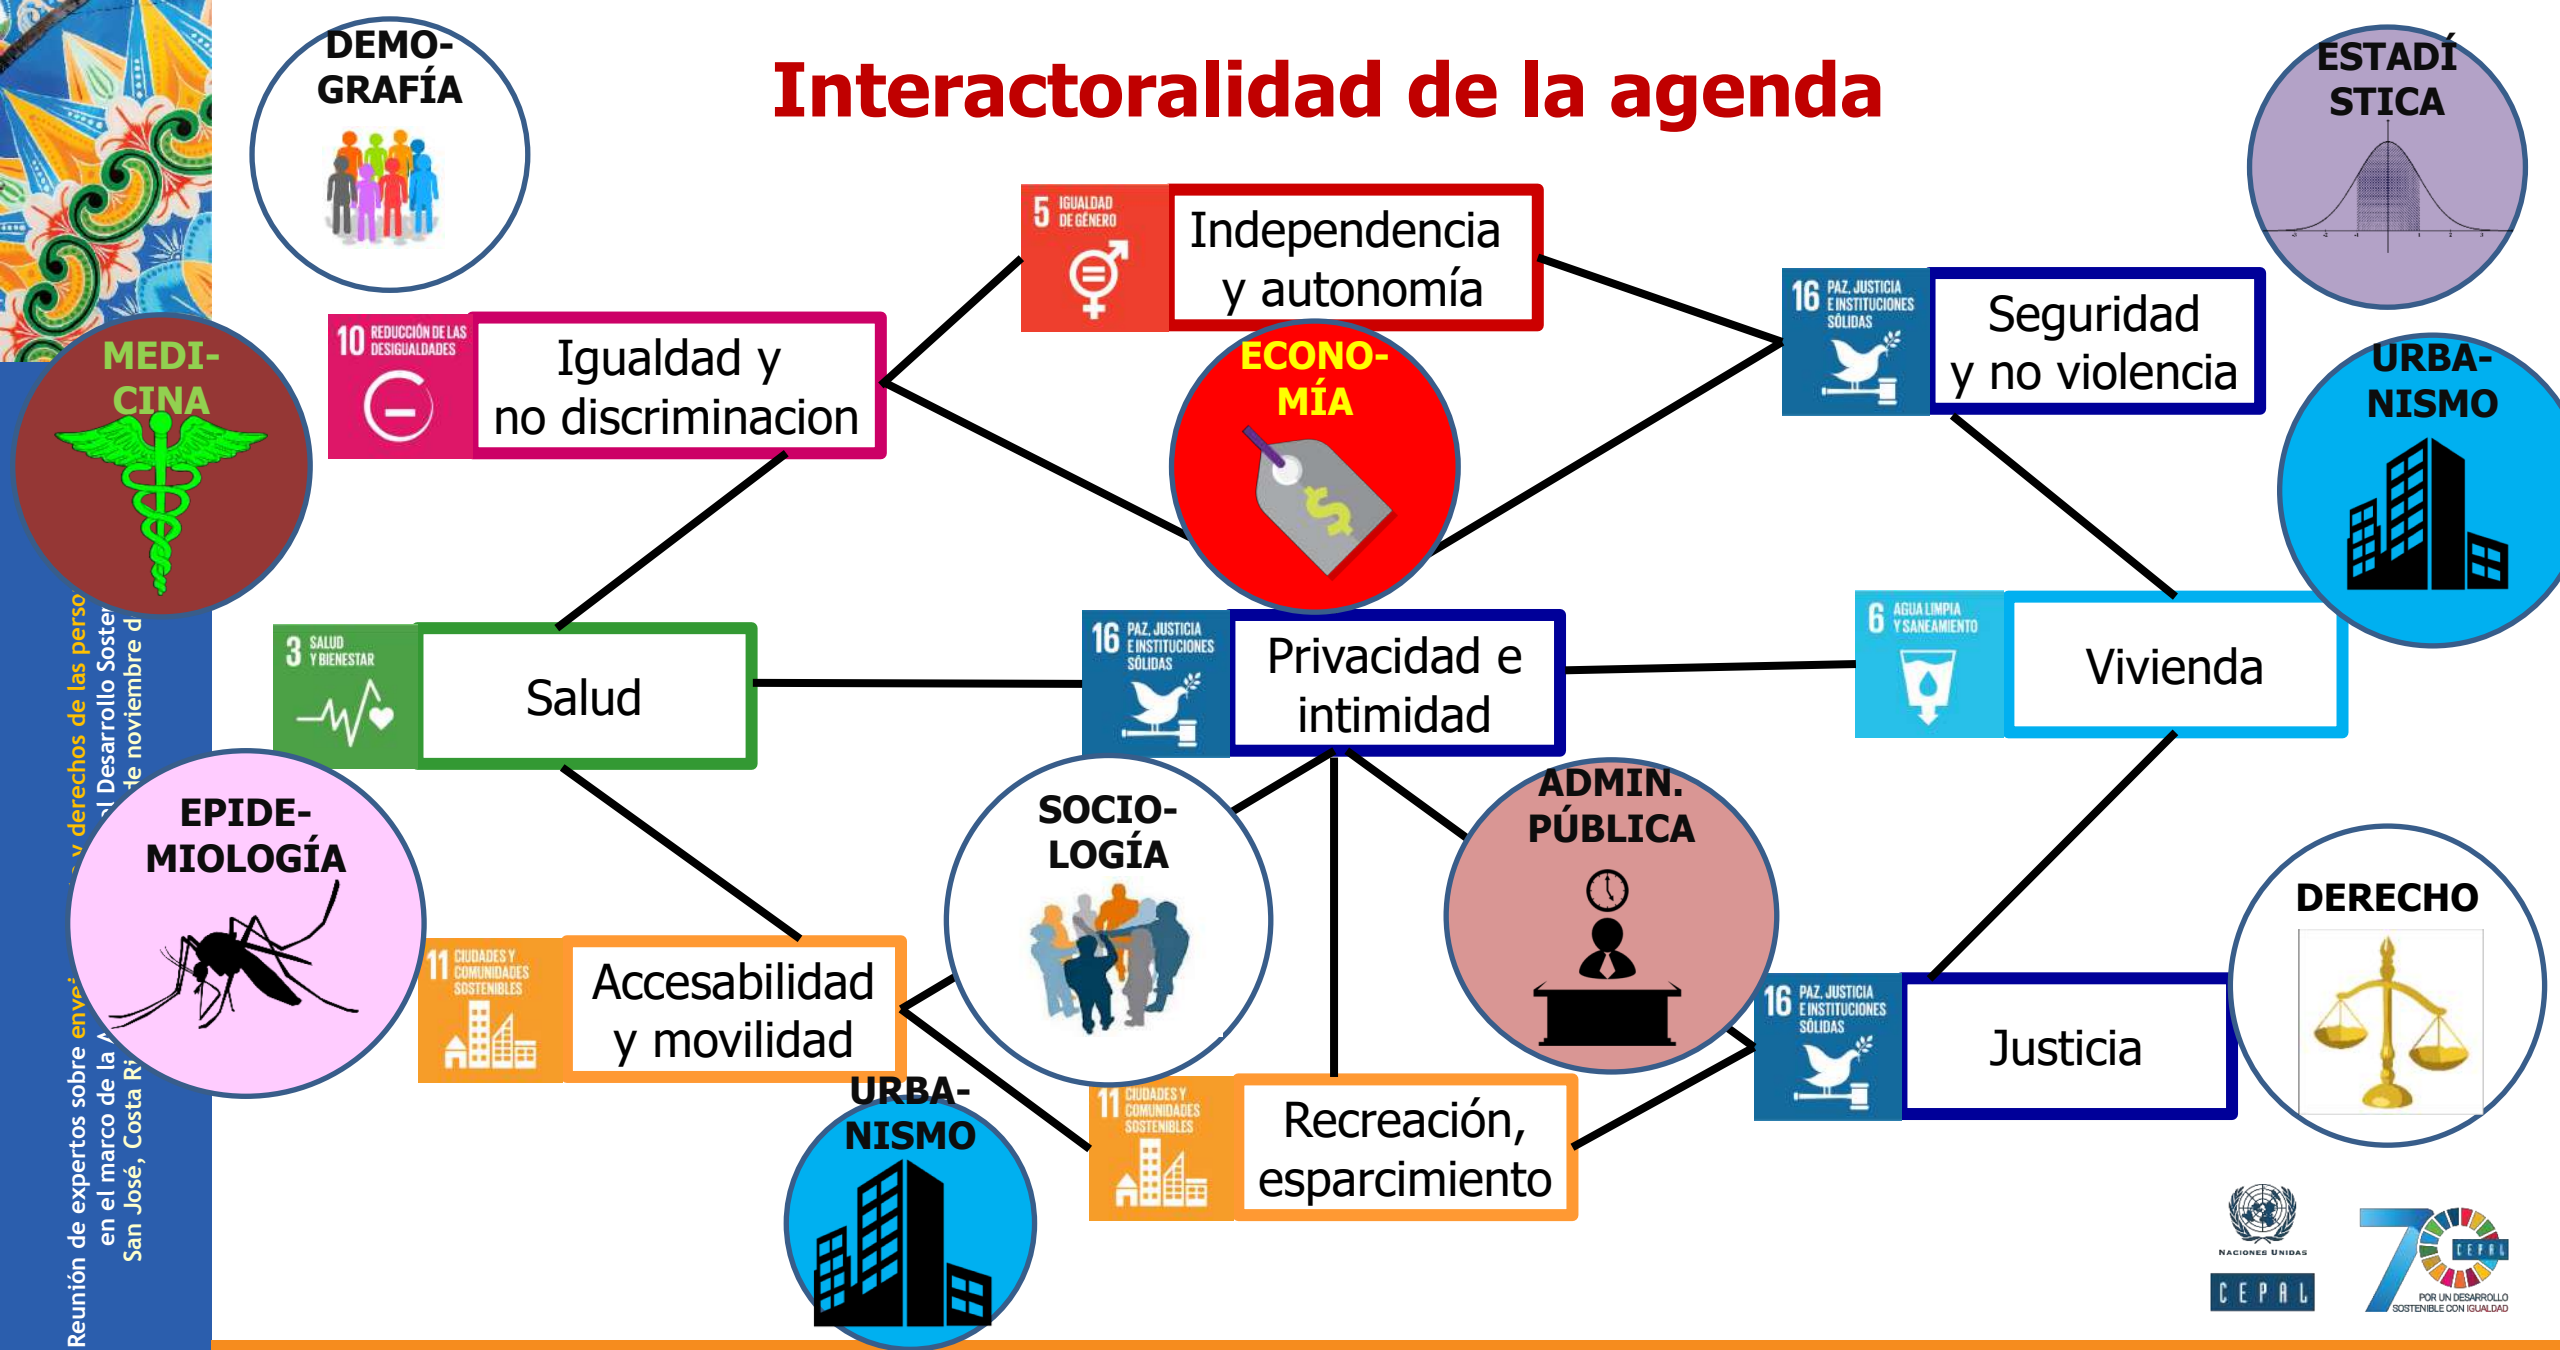 Interactoralidad de la agenda
DEMO-
GRAFÍA
ESTADÍ
STICA
5 IGUALDAD
DE GÉNERO
Independencia
y autonomía
16 PAZ, JUSTICIA
E INSTITUCIONES
SÓLIDAS
Seguridad
y no violencia
10 REDUCCIÓN DE LAS
DESIGUALDADES
Igualdad y
no discriminacion
MEDI-
CINA
ECONO-
MÍA
$
URBA-
NISMO
3 SALUD
Y BIENESTAR
Salud
16 PAZ, JUSTICIA
E INSTITUCIONES
SÓLIDAS
Privacidad e
intimidad
6 AGUA LIMPIA
Y SANEAMIENTO
Vivienda
EPIDE-
MIOLOGÍA
SOCIO-
LOGÍA
ADMIN.
PÚBLICA
DERECHO
11 CIUDADES Y
COMUNIDADES
SOSTENIBLES
Accesabilidad
y movilidad
URBA-
NISMO
11 CIUDADES Y
COMUNIDADES
SOSTENIBLES
Recreación,
esparcimiento
16 PAZ, JUSTICIA
E INSTITUCIONES
SÓLIDAS
Justicia
Reunión de expertos sobre y derechos de las
en el marco de la Desarrollo
San José, Costa de noviembre
NACIONES UNIDAS
CEPAL
70
CEPAL
POR UN DESARROLLO
SOSTENIBLE CON IGUALDAD